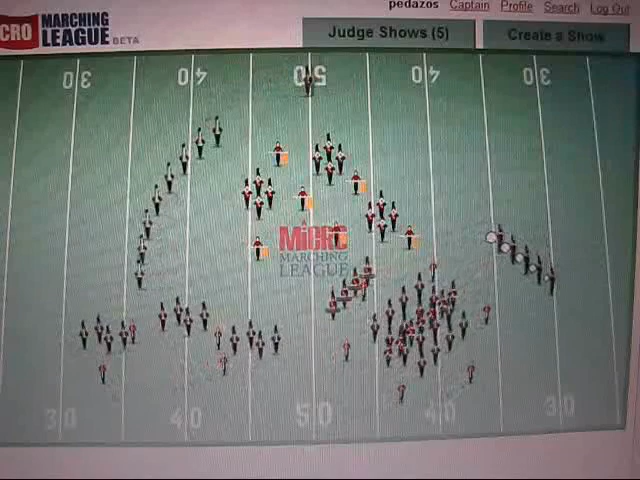 pedazos Captain Profile Search Log Out
CRO MARCHING LEAGUE BETA
Judge Shows (5) Create a Show
30 40 50 40 30
MiCRO
MARCHING
LEAGUE
30 40 50 40 30